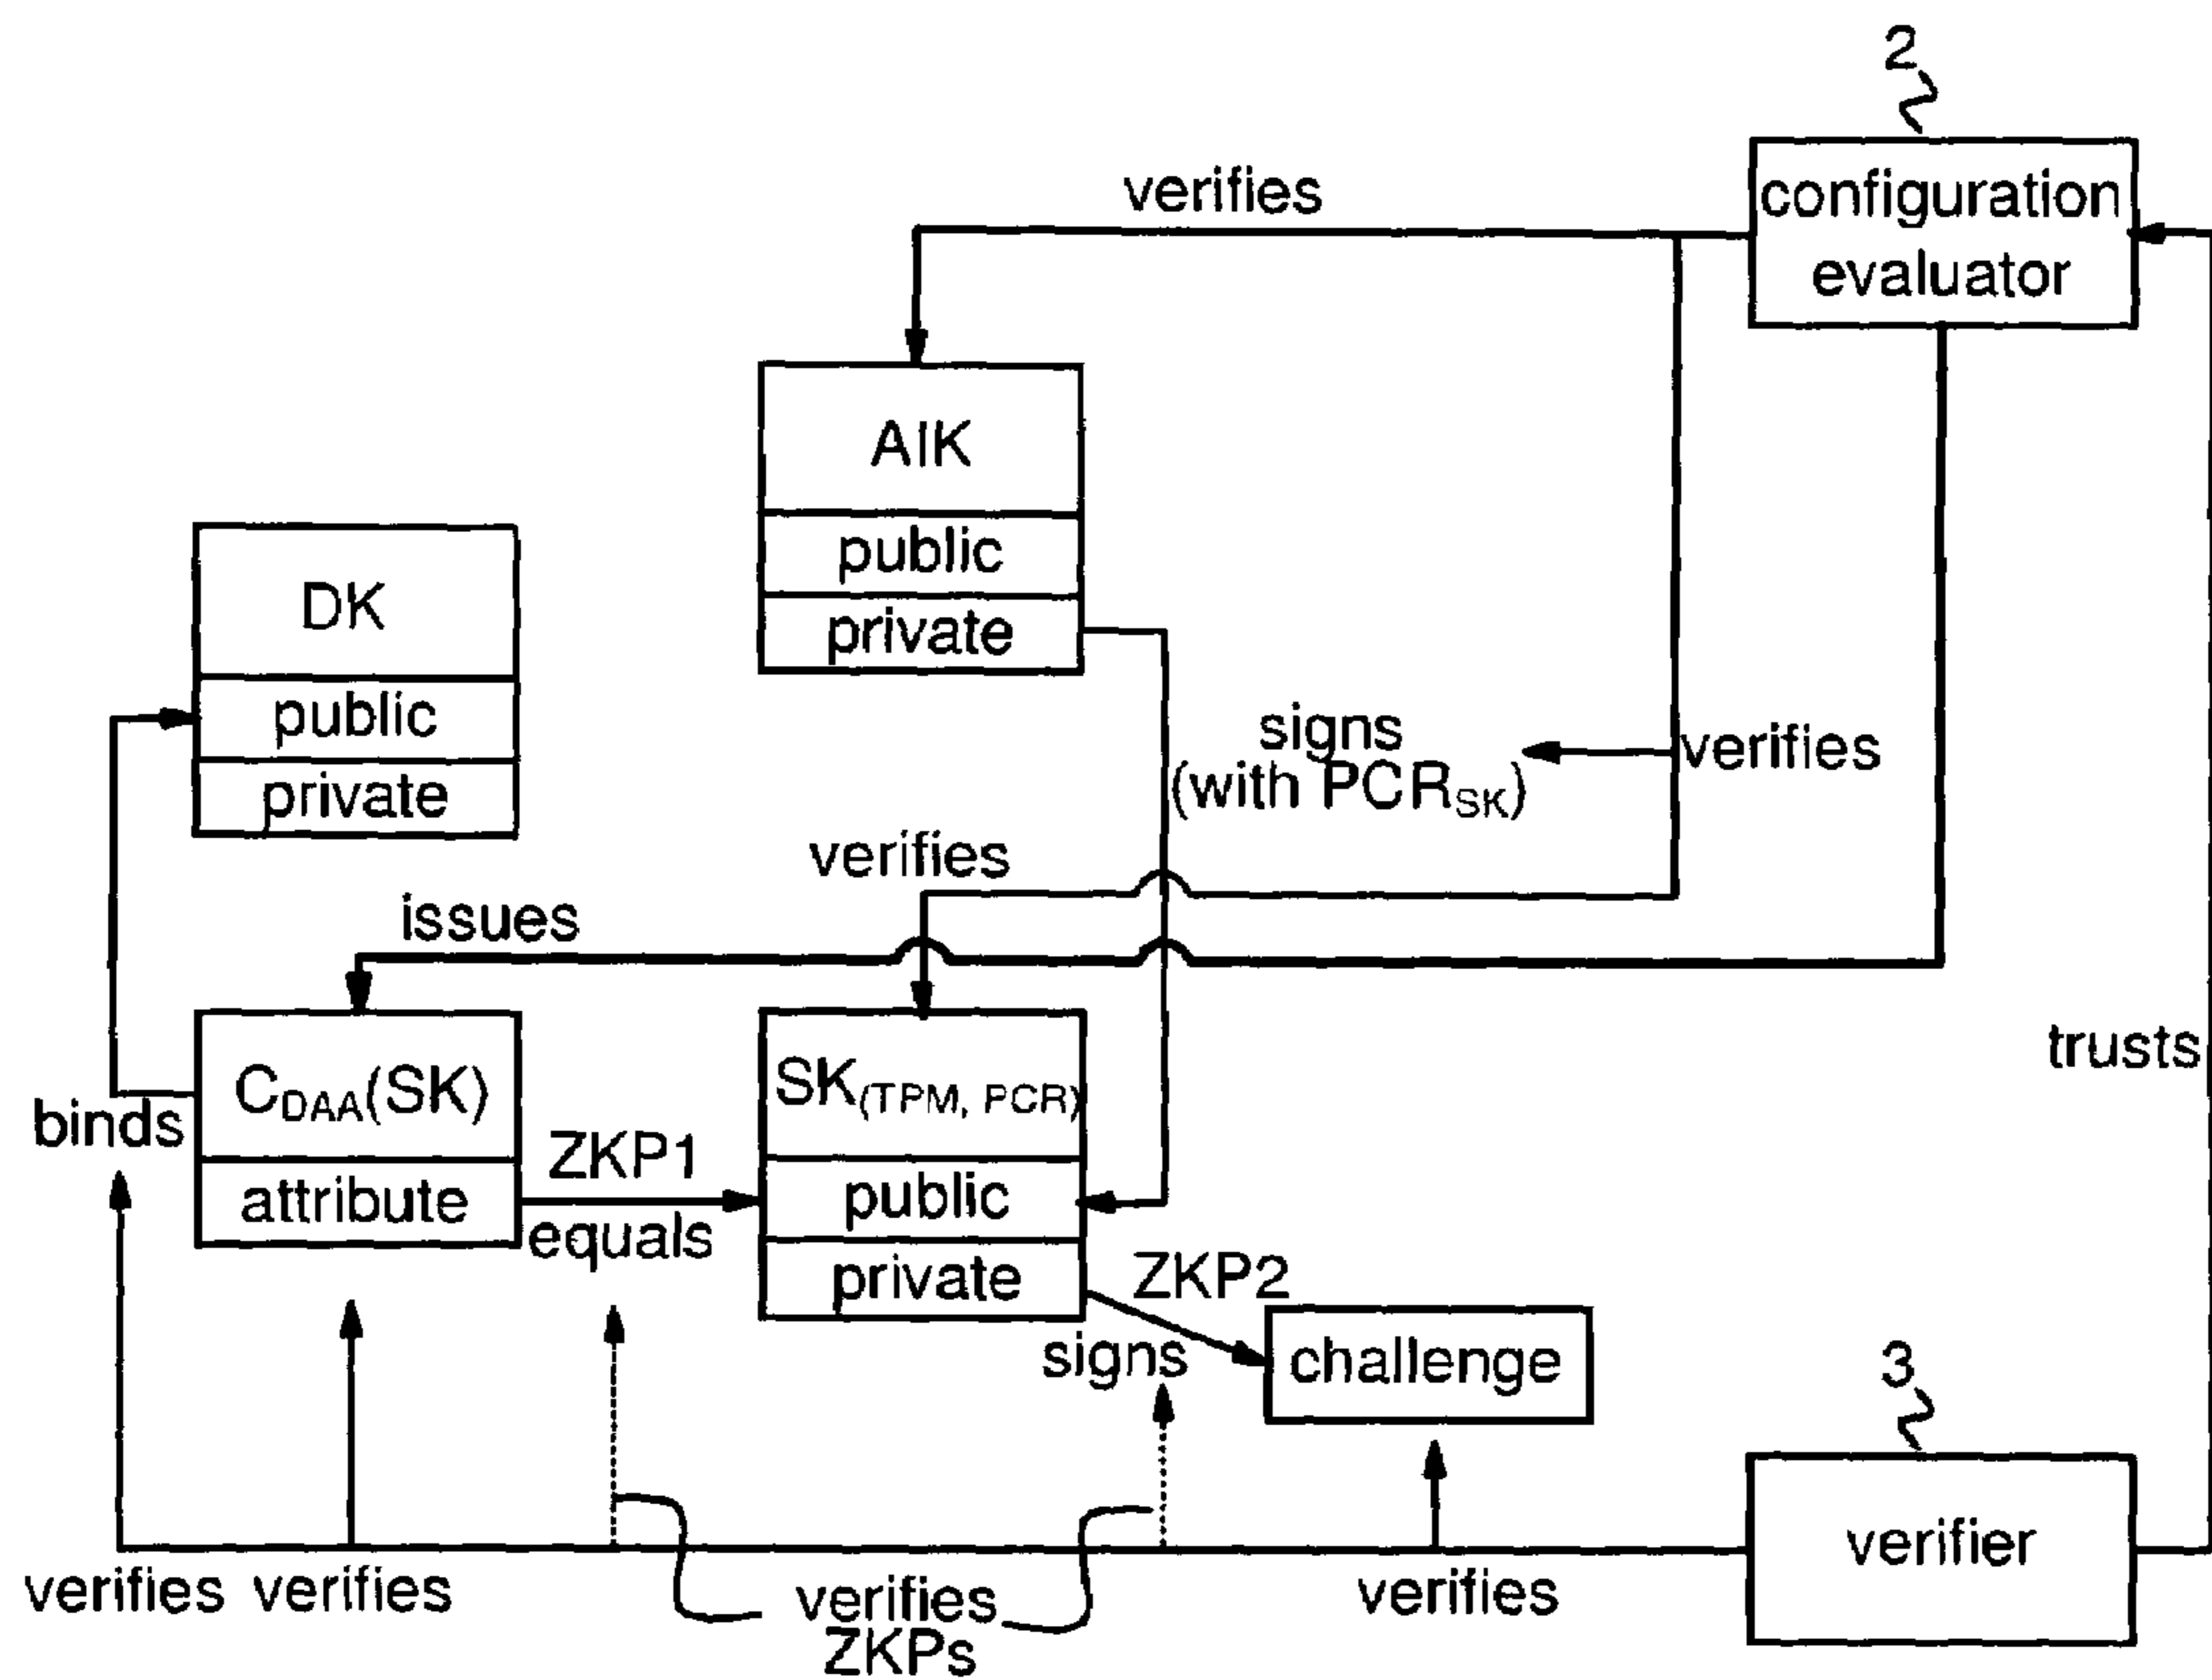 2
configuration
evaluator
verifies
AIK
public
private
DK
public
private
signs
(with PCRSK)
verifies
verifies
issues
CDAA(SK)
attribute
binds
ZKP1
equals
SK(TPM, PCR)
public
private
ZKP2
signs
challenge
trusts
3
verifier
verifies verifies
verifies
ZKPs
verifies